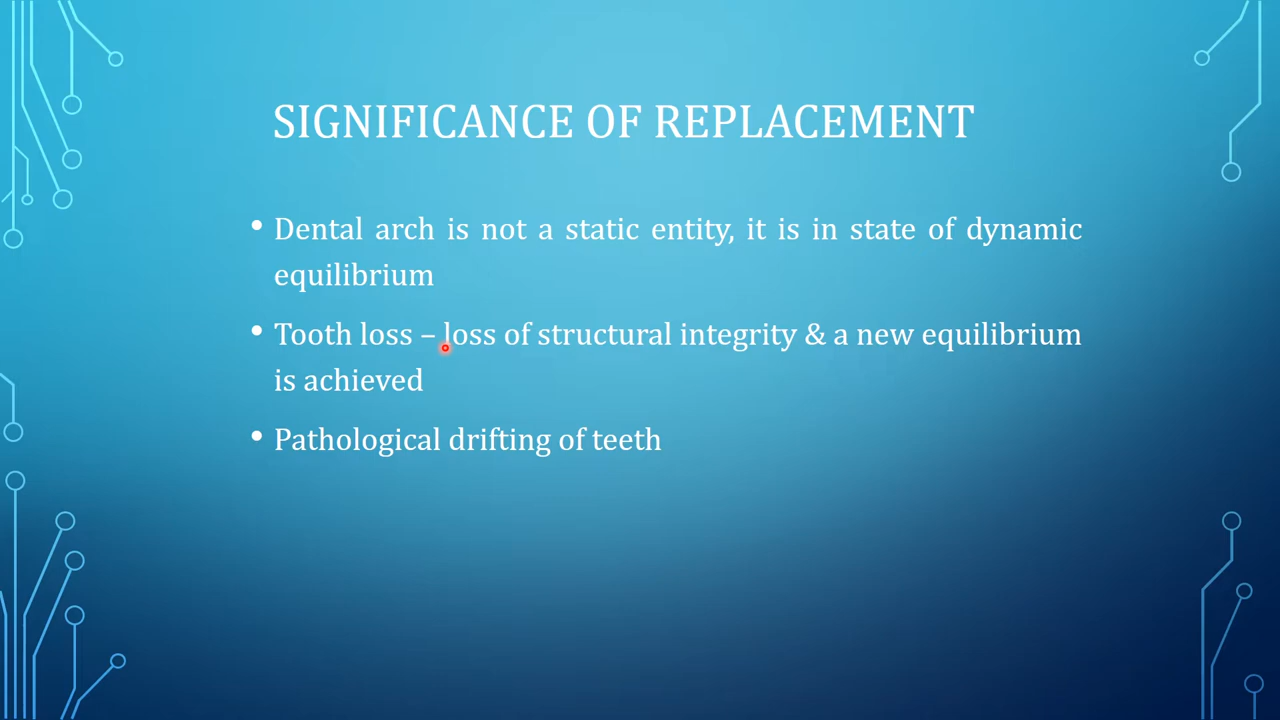 SIGNIFICANCE OF REPLACEMENT
• Dental arch is not a static entity, it is in state of dynamic
equilibrium
• Tooth loss – loss of structural integrity & a new equilibrium
is achieved
• Pathological drifting of teeth